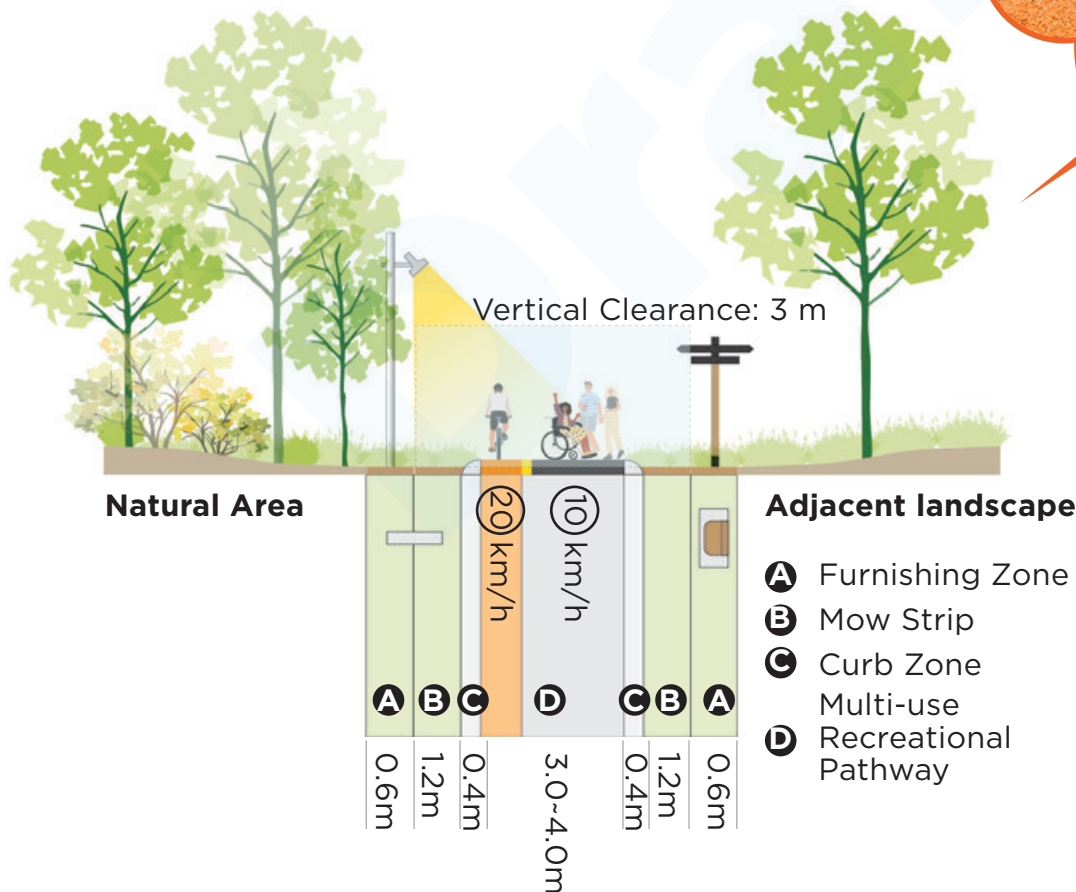 Vertical Clearance: 3 m
Natural Area
Adjacent landscape
20 km/h
10 km/h
A Furnishing Zone
B Mow Strip
C Curb Zone
D Multi-use
Recreational
Pathway
A B C D C B A
0.6m 1.2m 0.4m 3.0~4.0m 0.4m 1.2m 0.6m